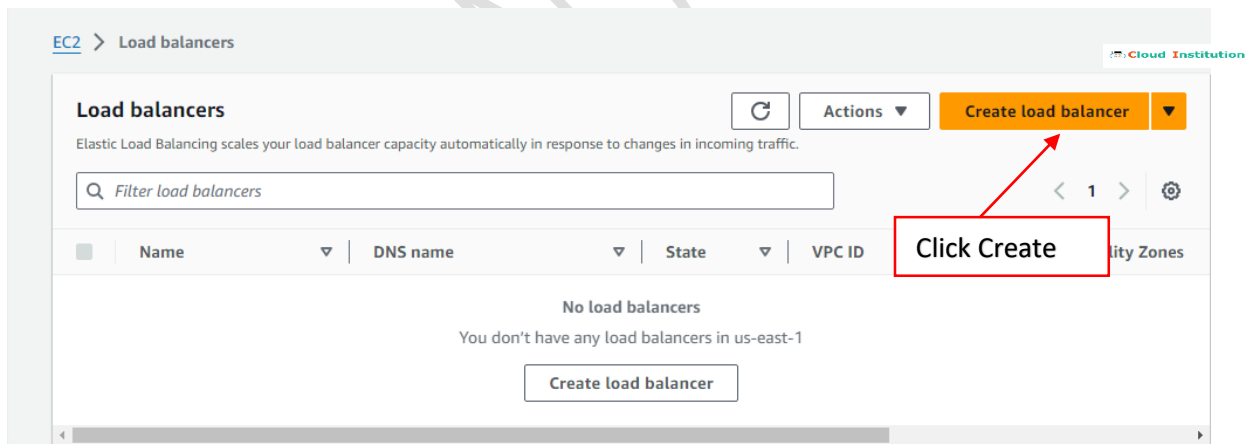 EC2 > Load balancers
Cloud Institution
Load balancers
Actions
Create load balancer
Elastic Load Balancing scales your load balancer capacity automatically in response to changes in incoming traffic.
Filter load balancers
< 1 >
Click Create
Name
DNS name
State
VPC ID
lity Zones
No load balancers
You don't have any load balancers in us-east-1
Create load balancer